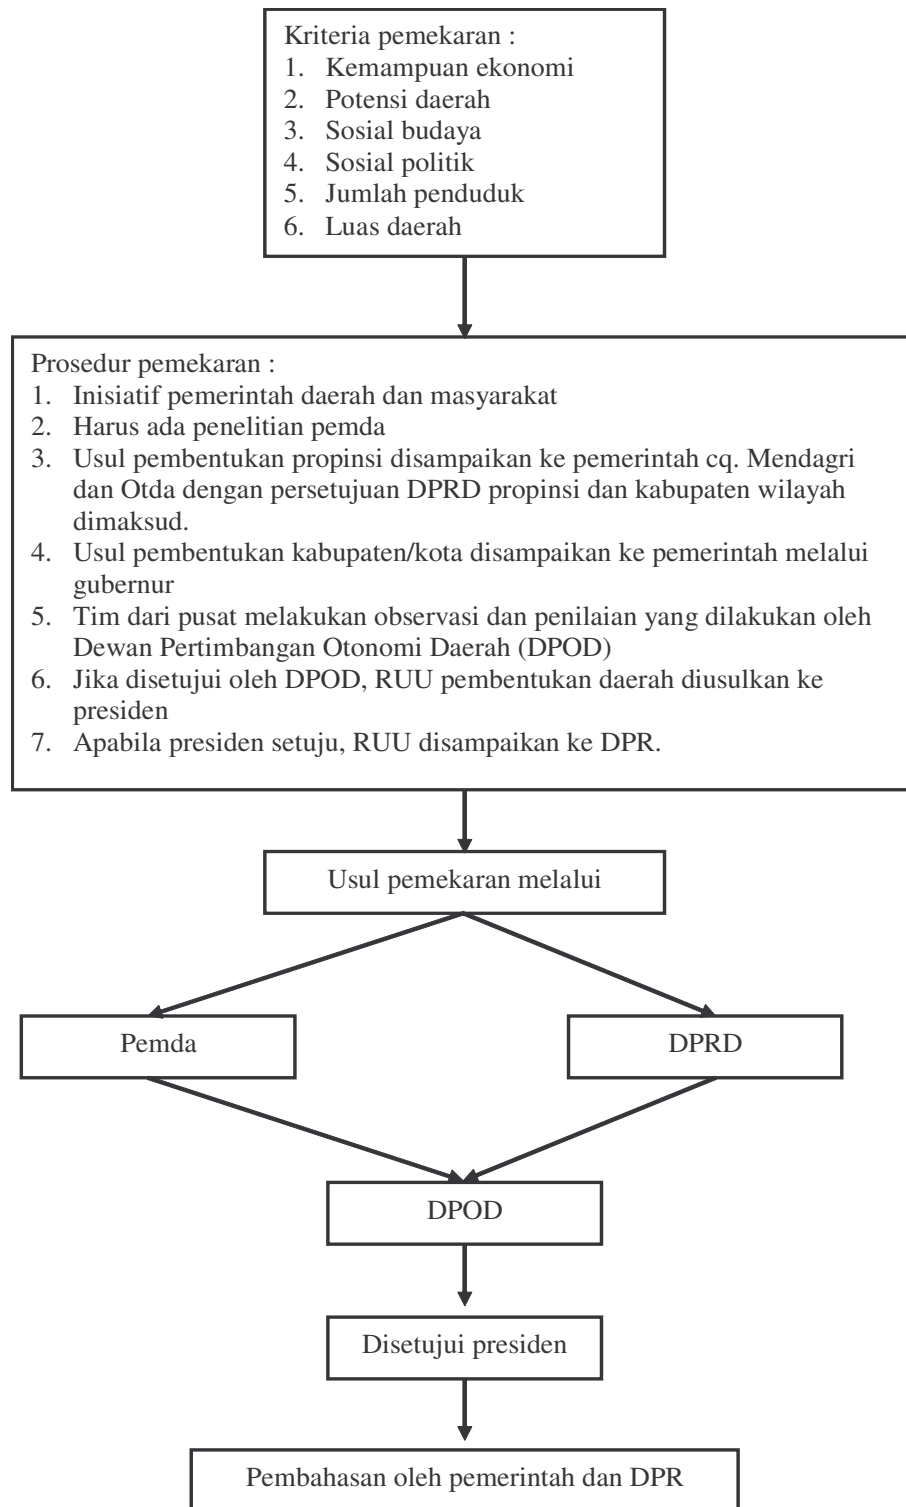 Kriteria pemekaran :
1. Kemampuan ekonomi
2. Potensi daerah
3. Sosial budaya
4. Sosial politik
5. Jumlah penduduk
6. Luas daerah
Prosedur pemekaran :
1. Inisiatif pemerintah daerah dan masyarakat
2. Harus ada penelitian pemda
3. Usul pembentukan propinsi disampaikan ke pemerintah cq. Mendagri
dan Otda dengan persetujuan DPRD propinsi dan kabupaten wilayah
dimaksud.
4. Usul pembentukan kabupaten/kota disampaikan ke pemerintah melalui
gubernur
5. Tim dari pusat melakukan observasi dan penilaian yang dilakukan oleh
Dewan Pertimbangan Otonomi Daerah (DPOD)
6. Jika disetujui oleh DPOD, RUU pembentukan daerah diusulkan ke
presiden
7. Apabila presiden setuju, RUU disampaikan ke DPR.
Usul pemekaran melalui
Pemda
DPRD
DPOD
Disetujui presiden
Pembahasan oleh pemerintah dan DPR